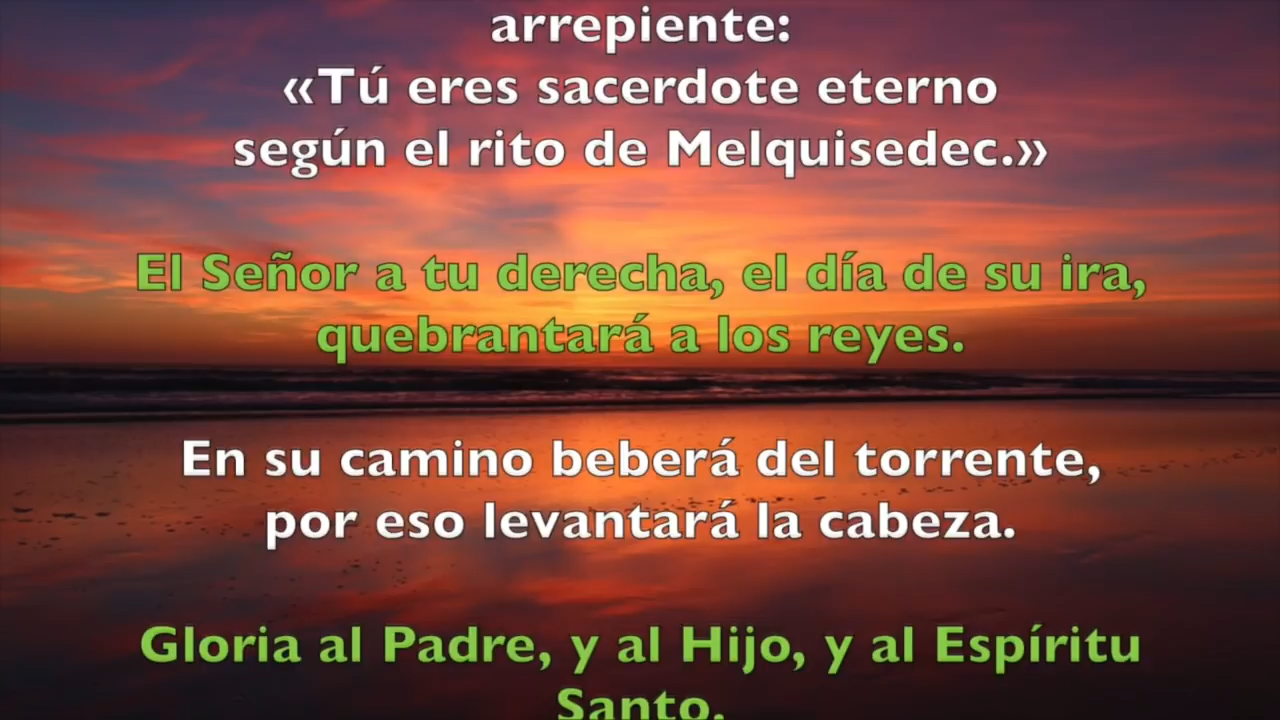 arrepiente:
«Tú eres sacerdote eterno
según el rito de Melquisedec.»
El Señor a tu derecha, el día de su ira,
quebrantará a los reyes.
En su camino beberá del torrente,
por eso levantará la cabeza.
Gloria al Padre, y al Hijo, y al Espíritu
Santo.